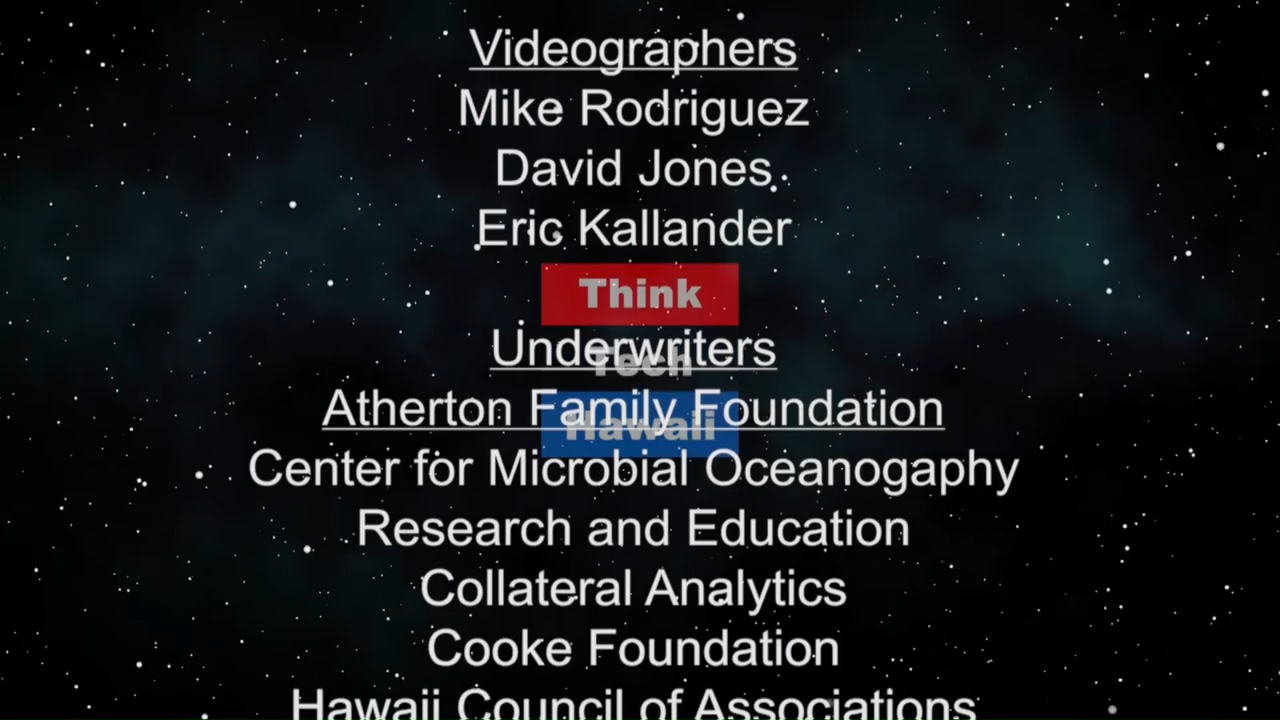 Videographers
Mike Rodriguez
David Jones
Eric Kallander
Think
Underwriters
Tech
Atherton Family Foundation
Hawaii
Center for Microbial Oceanogaphy
Research and Education
Collateral Analytics
Cooke Foundation
Hawaii Council of Associations